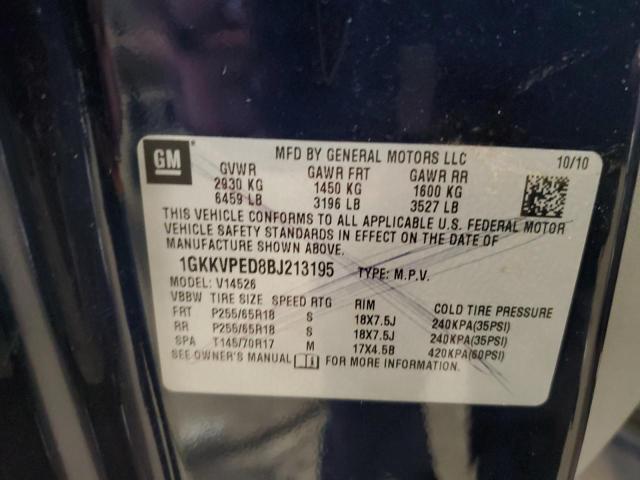 GM
MFD BY GENERAL MOTORS LLC 10/10
GVWR GAWR FRT GAWR RR
2930 KG 1450 KG 1600 KG
6459 LB 3196 LB 3527 LB
THIS VEHICLE CONFORMS TO ALL APPLICABLE U.S. FEDERAL MOTOR
VEHICLE SAFETY STANDARDS IN EFFECT ON THE DATE OF
MANUFACTURE SHOWN ABOVE.
1GKKVPED8BJ213195 TYPE: M.P.V.
MODEL: V14526
VBBW TIRE SIZE SPEED RTG RIM COLD TIRE PRESSURE
FRT P255/65R18 S 18X7.5J 240KPA(35PSI)
RR P255/65R18 S 18X7.5J 240KPA(35PSI)
SPA T145/70R17 M 17X4.5B 420KPA(60PSI)
SEE OWNER'S MANUAL FOR MORE INFORMATION.